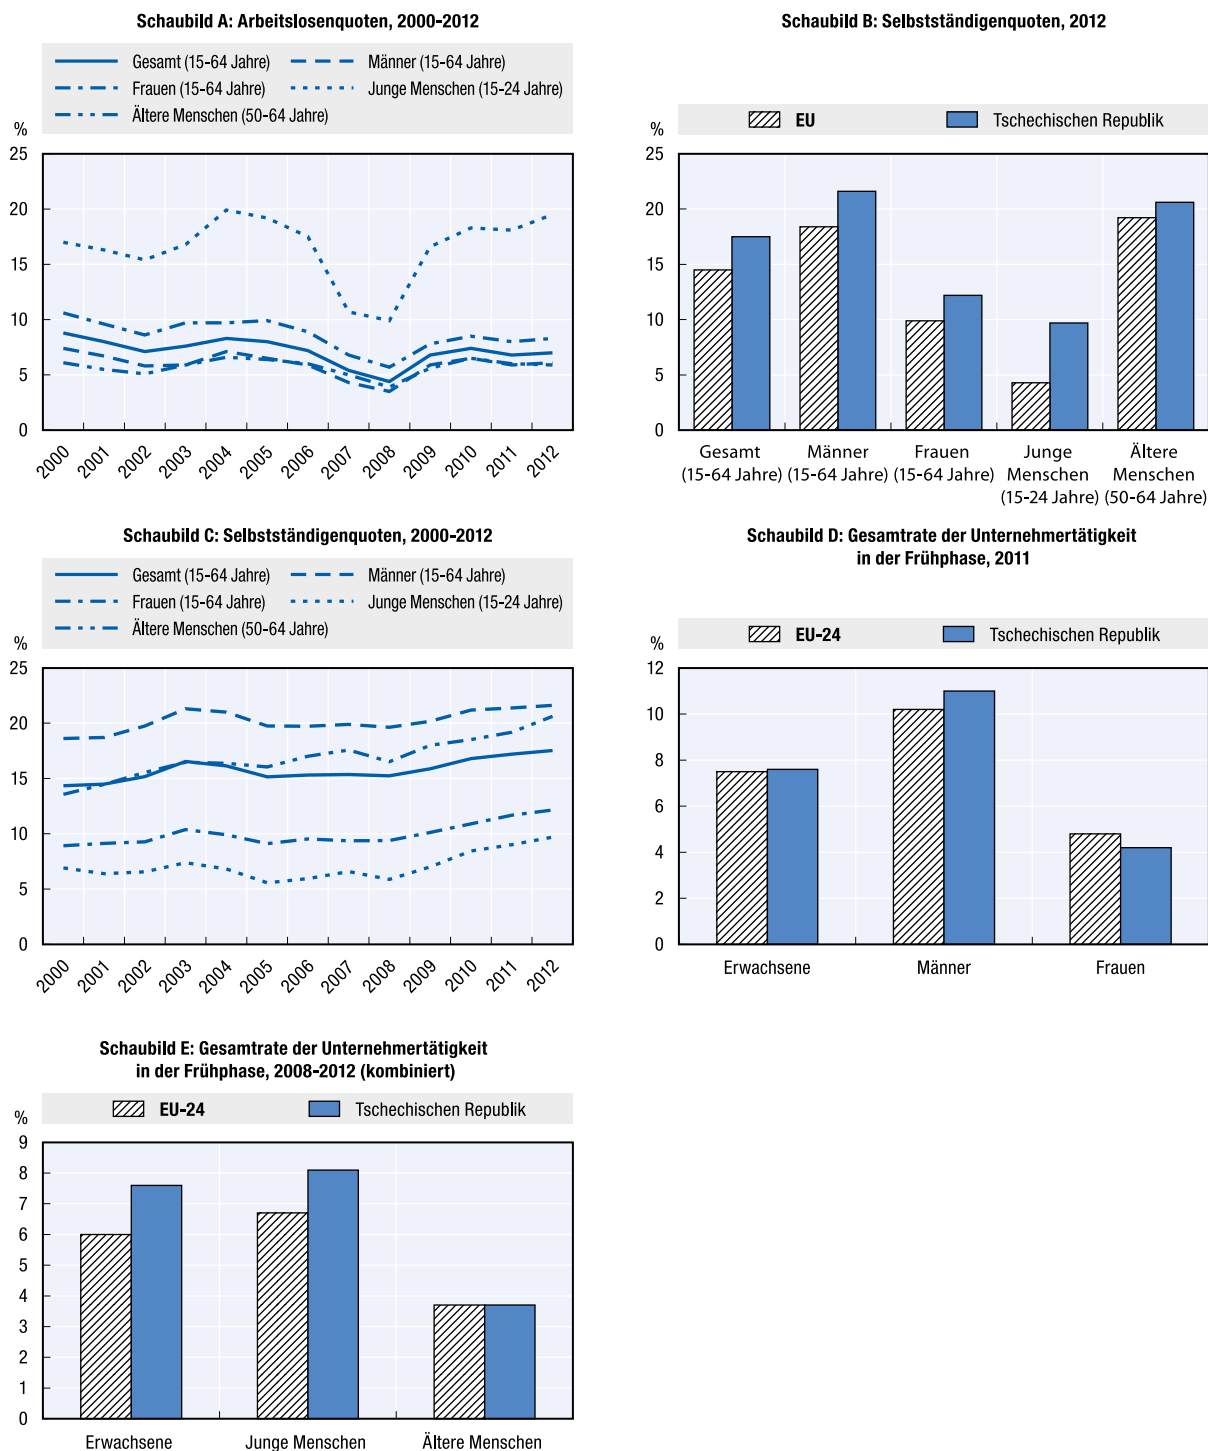 Schaubild A: Arbeitslosenquoten, 2000-2012
Gesamt (15-64 Jahre)
Männer (15-64 Jahre)
Frauen (15-64 Jahre)
Junge Menschen (15-24 Jahre)
Ältere Menschen (50-64 Jahre)
%
25
20
15
10
5
0
2000
2001
2002
2003
2004
2005
2006
2007
2008
2009
2010
2011
2012
Schaubild B: Selbstständigenquoten, 2012
EU
Tschechischen Republik
%
25
20
15
10
5
0
Gesamt
(15-64 Jahre)
Männer
(15-64 Jahre)
Frauen
(15-64 Jahre)
Junge
Menschen
(15-24 Jahre)
Ältere
Menschen
(50-64 Jahre)
Schaubild C: Selbstständigenquoten, 2000-2012
Gesamt (15-64 Jahre)
Männer (15-64 Jahre)
Frauen (15-64 Jahre)
Junge Menschen (15-24 Jahre)
Ältere Menschen (50-64 Jahre)
%
25
20
15
10
5
0
2000
2001
2002
2003
2004
2005
2006
2007
2008
2009
2010
2011
2012
Schaubild D: Gesamtrate der Unternehmertätigkeit
in der Frühphase, 2011
EU-24
Tschechischen Republik
%
12
10
8
6
4
2
0
Erwachsene
Männer
Frauen
Schaubild E: Gesamtrate der Unternehmertätigkeit
in der Frühphase, 2008-2012 (kombiniert)
EU-24
Tschechischen Republik
%
9
8
7
6
5
4
3
2
1
0
Erwachsene
Junge Menschen
Ältere Menschen